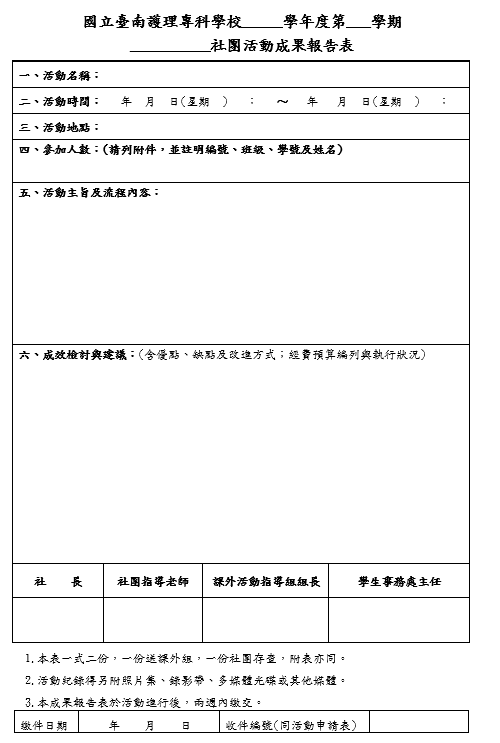 國立臺南護理專科學校_____學年度第___學期
__________社團活動成果報告表
一、活動名稱：
二、活動時間： 年 月 日(星期 ) ： ～ 年 月 日(星期 ) ：
三、活動地點：
四、參加人數：(請列附件，並註明編號、班級、學號及姓名)
五、活動主旨及流程內容：
六、成效檢討與建議：(含優點、缺點及改進方式；經費預算編列與執行狀況)
社 長 社團指導老師 課外活動指導組組長 學生事務處主任
1.本表一式二份，一份送課外組，一份社團存查，附表亦同。
2.活動紀錄得另附照片集、錄影帶、多媒體光碟或其他媒體。
3.本成果報告表於活動進行後，兩週內繳交。
繳件日期 年 月 日 收件編號(同活動申請表)